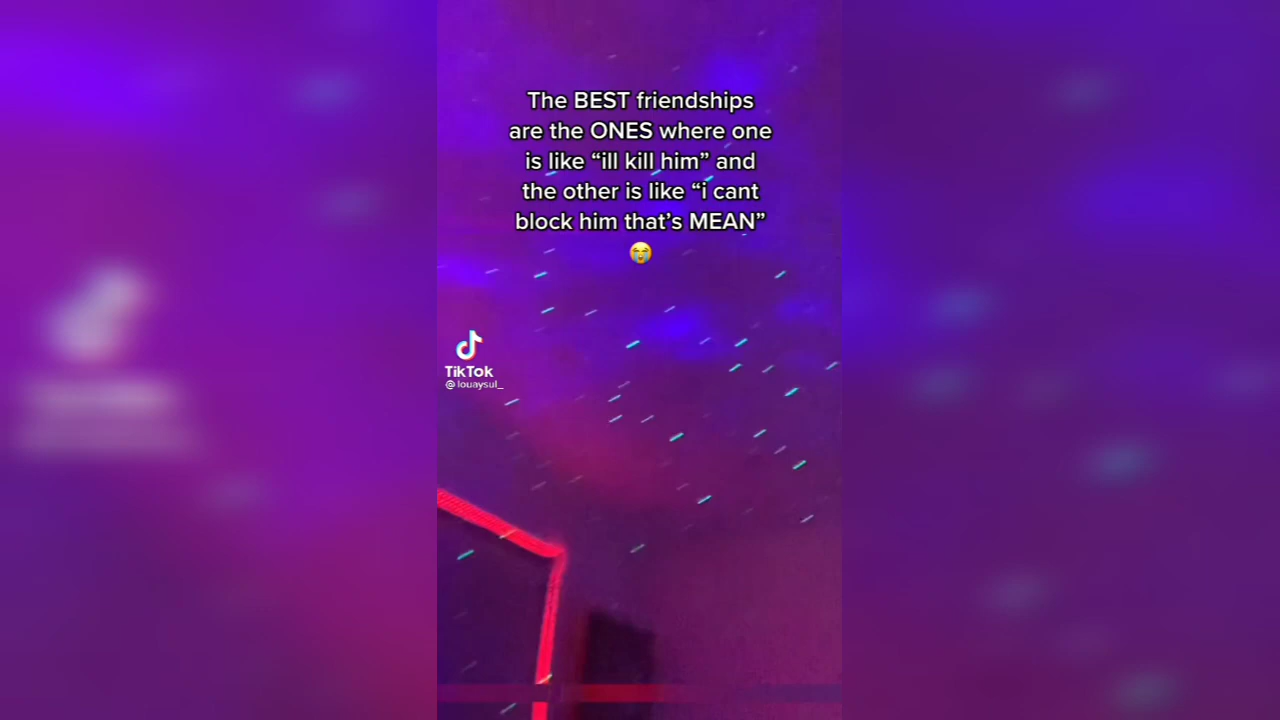 The BEST friendships
are the ONES where one
is like “ill kill him” and
the other is like “i cant
block him that’s MEAN”
😭
TikTok
@louaysul_